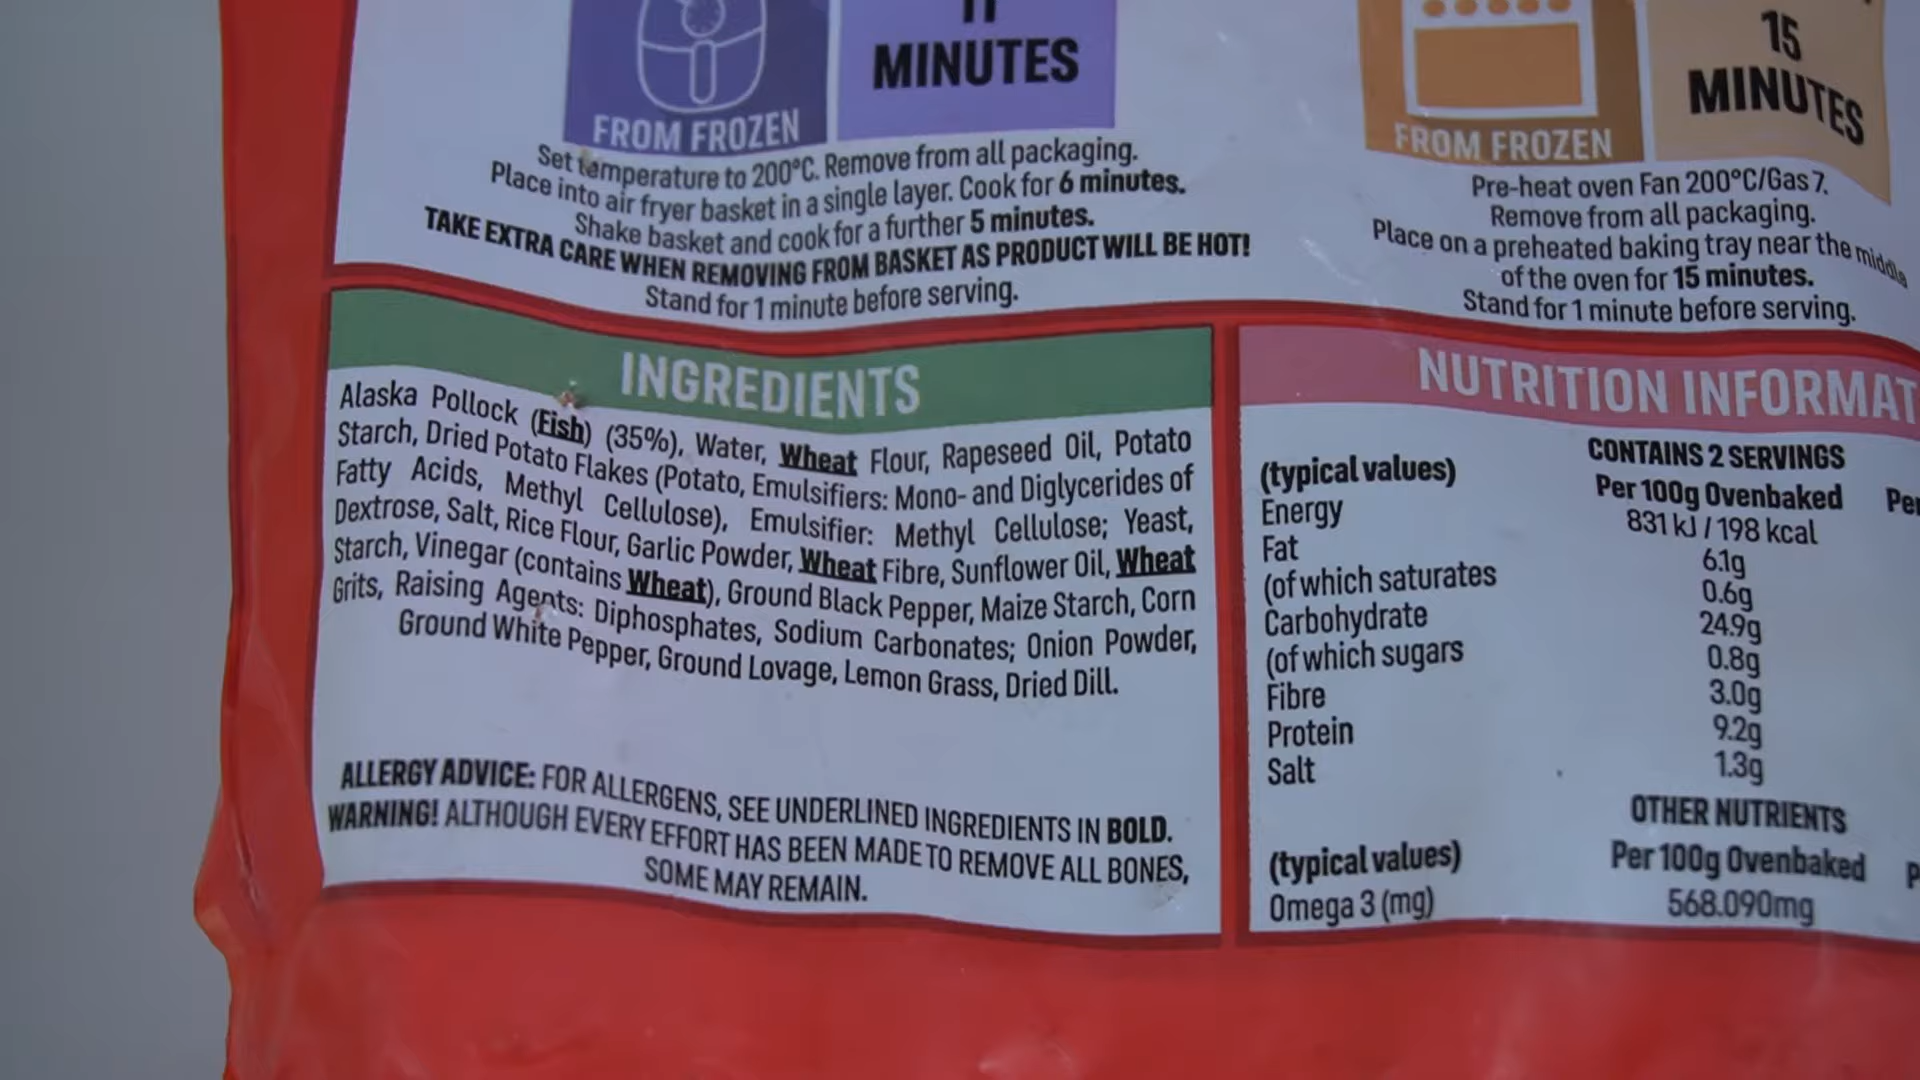 MINUTES
FROM FROZEN
Set temperature to 200°C. Remove from all packaging.
Place into air fryer basket in a single layer. Cook for 6 minutes.
Shake basket and cook for a further 5 minutes.
TAKE EXTRA CARE WHEN REMOVING FROM BASKET AS PRODUCT WILL BE HOT!
Stand for 1 minute before serving.
15
MINUTES
FROM FROZEN
Pre-heat oven Fan 200°C/Gas 7.
Remove from all packaging.
Place on a preheated baking tray near the middle
of the oven for 15 minutes.
Stand for 1 minute before serving.
INGREDIENTS
Alaska Pollock (Fish) (35%), Water, Wheat Flour, Rapeseed Oil, Potato
Starch, Dried Potato Flakes (Potato, Emulsifiers: Mono- and Diglycerides of
Fatty Acids, Methyl Cellulose), Emulsifier: Methyl Cellulose; Yeast,
Dextrose, Salt, Rice Flour, Garlic Powder, Wheat Fibre, Sunflower Oil, Wheat
Starch, Vinegar (contains Wheat), Ground Black Pepper, Maize Starch, Corn
Grits, Raising Agents: Diphosphates, Sodium Carbonates; Onion Powder,
Ground White Pepper, Ground Lovage, Lemon Grass, Dried Dill.
ALLERGY ADVICE: FOR ALLERGENS, SEE UNDERLINED INGREDIENTS IN BOLD.
WARNING! ALTHOUGH EVERY EFFORT HAS BEEN MADE TO REMOVE ALL BONES,
SOME MAY REMAIN.
NUTRITION INFORMAT
CONTAINS 2 SERVINGS
(typical values) Per 100g Ovenbaked
Energy 831 kJ / 198 kcal
Fat 6.1g
(of which saturates 0.6g
Carbohydrate 24.9g
(of which sugars 0.8g
Fibre 3.0g
Protein 9.2g
Salt 1.3g
OTHER NUTRIENTS
(typical values) Per 100g Ovenbaked
Omega 3 (mg) 568.090mg